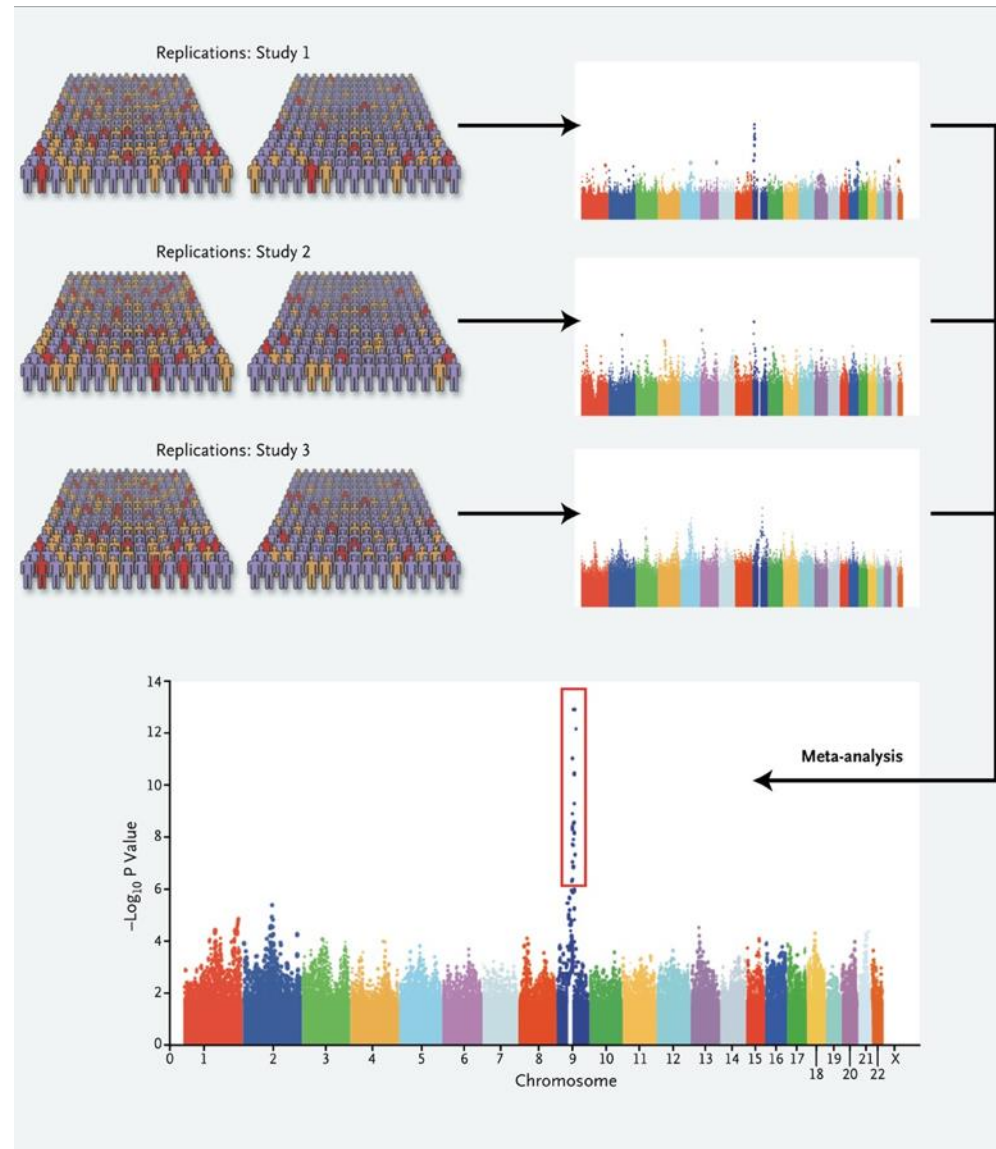 Replications: Study 1
Replications: Study 2
Replications: Study 3
Meta-analysis
–Log10 P Value
14
12
10
8
6
4
2
0
0 1 2 3 4 5 6 7 8 9 10 11 12 13 14 15 16 17 18 19 20 21 22 X
Chromosome